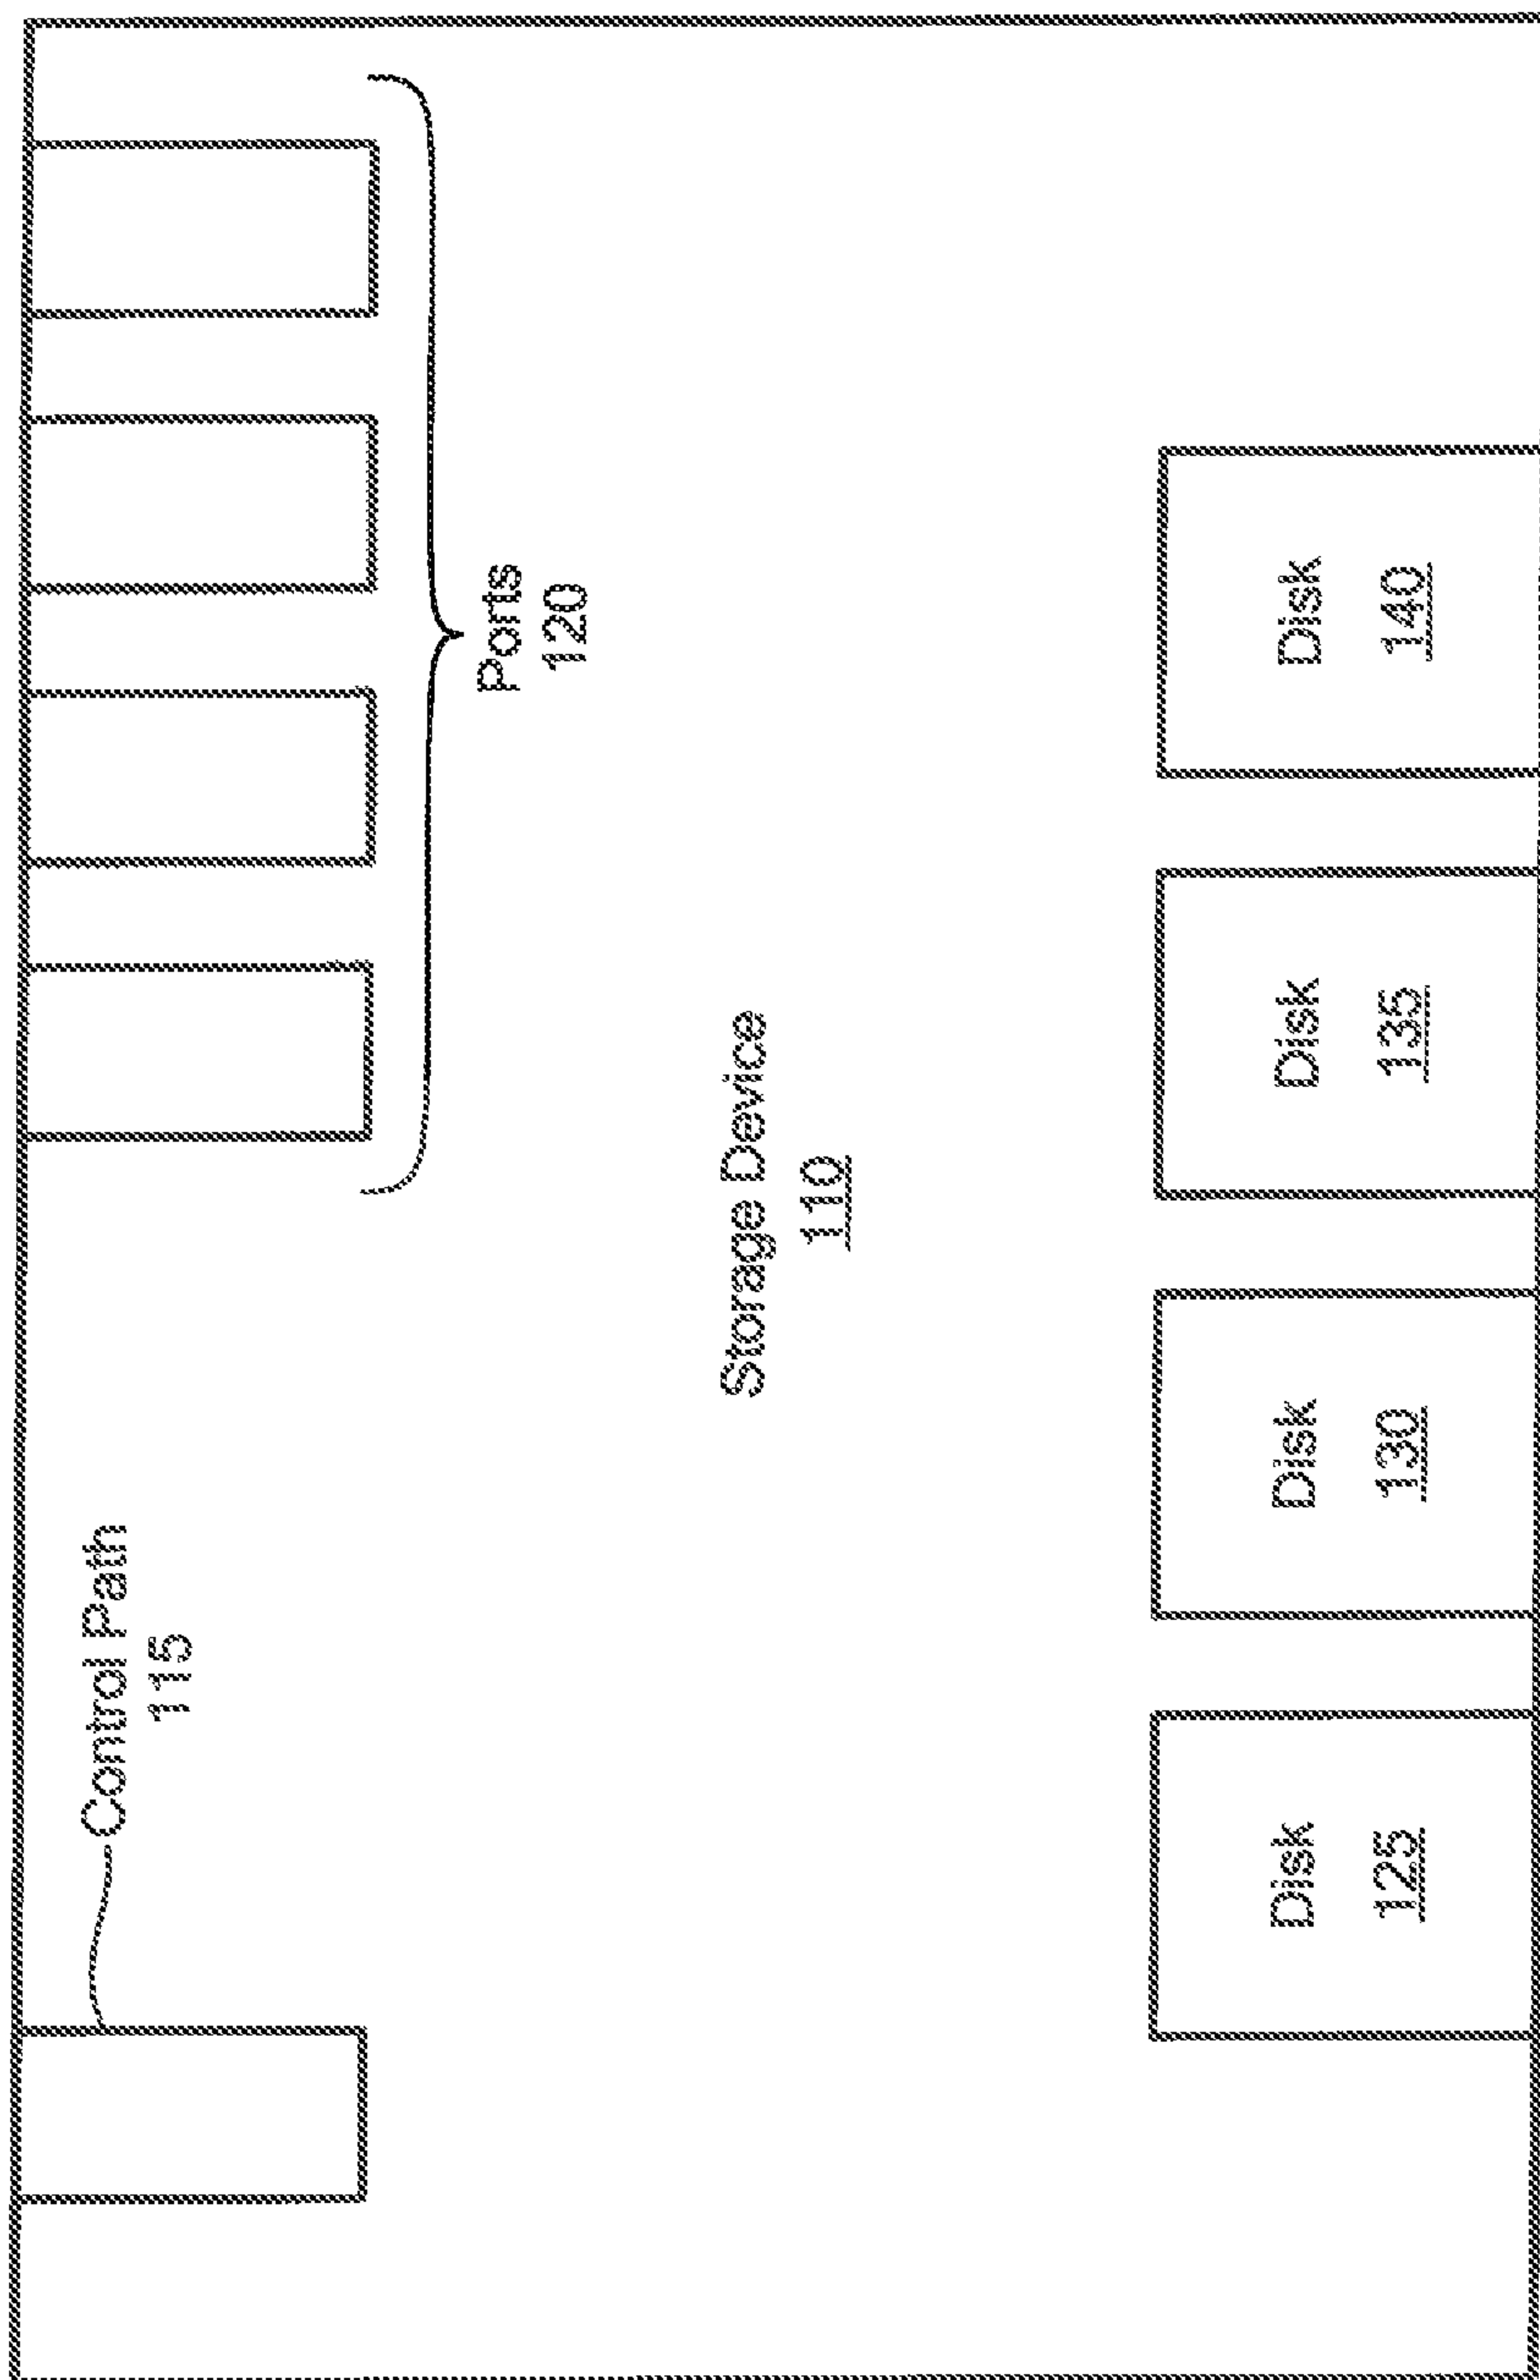 Control Path
115
Ports
120
Storage Device
110
Disk
125
Disk
130
Disk
135
Disk
140